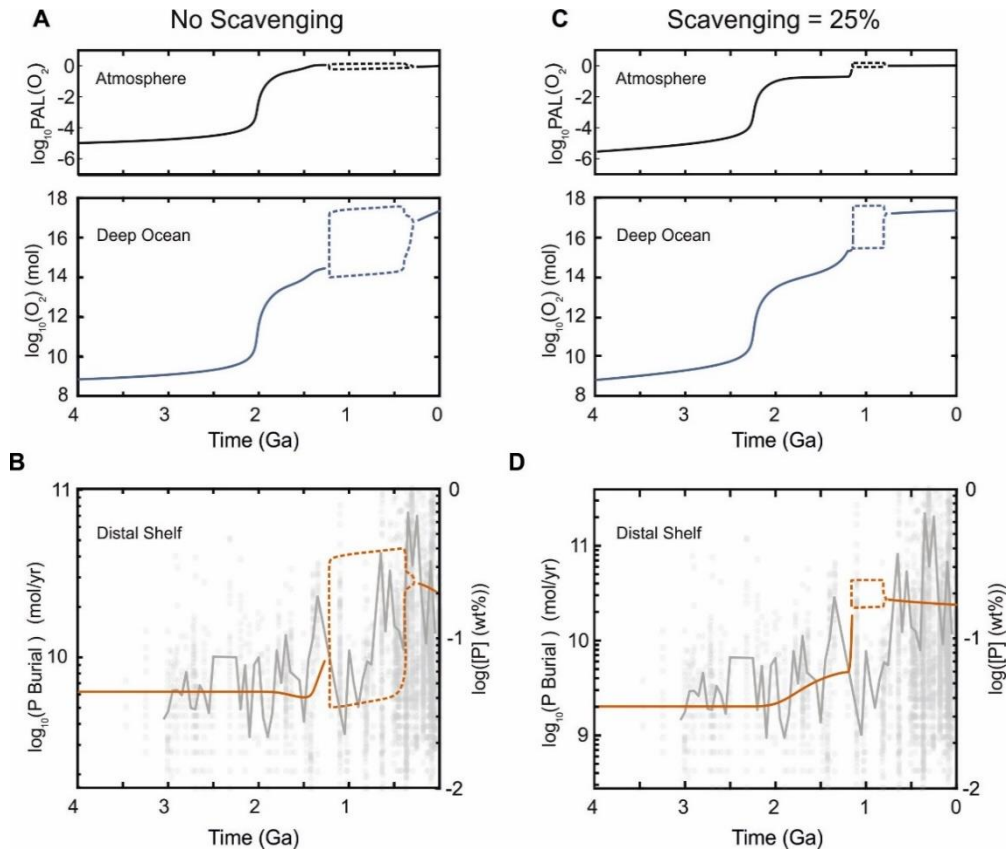 A
No Scavenging
log₁₀PAL(O₂)
0
-2
-4
-6
Atmosphere
log₁₀(O₂) (mol)
18
16
14
12
10
8
Deep Ocean
4 3 2 1 0
Time (Ga)
B
log₁₀(P Burial ) (mol/yr)
11
10
Distal Shelf
0
-1
-2
log([P] (wt%))
4 3 2 1 0
Time (Ga)
C
Scavenging = 25%
log₁₀PAL(O₂)
0
-2
-4
-6
Atmosphere
log₁₀(O₂) (mol)
18
16
14
12
10
8
Deep Ocean
4 3 2 1 0
Time (Ga)
D
log₁₀(P Burial ) (mol/yr)
11
10
9
Distal Shelf
0
-1
-2
log([P] (wt%))
4 3 2 1 0
Time (Ga)